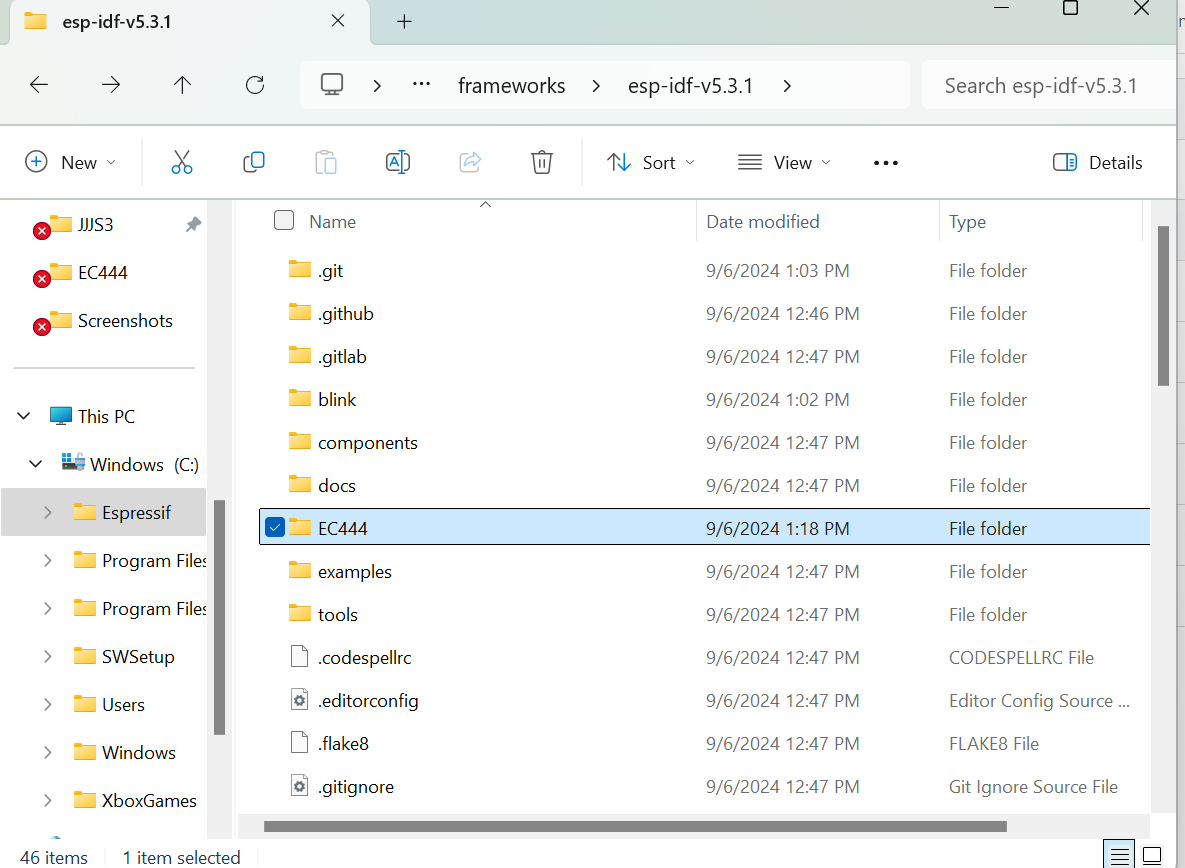 esp-idf-v5.3.1
frameworks esp-idf-v5.3.1 Search esp-idf-v5.3.1
New Sort View Details
JJJS3
EC444
Screenshots
This PC
Windows (C:)
Espressif
Program Files
Program Files
SWSetup
Users
Windows
XboxGames
Name Date modified Type
.git 9/6/2024 1:03 PM File folder
.github 9/6/2024 12:46 PM File folder
.gitlab 9/6/2024 12:47 PM File folder
blink 9/6/2024 1:02 PM File folder
components 9/6/2024 12:47 PM File folder
docs 9/6/2024 12:47 PM File folder
EC444 9/6/2024 1:18 PM File folder
examples 9/6/2024 12:47 PM File folder
tools 9/6/2024 12:47 PM File folder
.codespellrc 9/6/2024 12:47 PM CODESPELLRC File
.editorconfig 9/6/2024 12:47 PM Editor Config Source ...
.flake8 9/6/2024 12:47 PM FLAKE8 File
.gitignore 9/6/2024 12:47 PM Git Ignore Source File
46 items 1 item selected